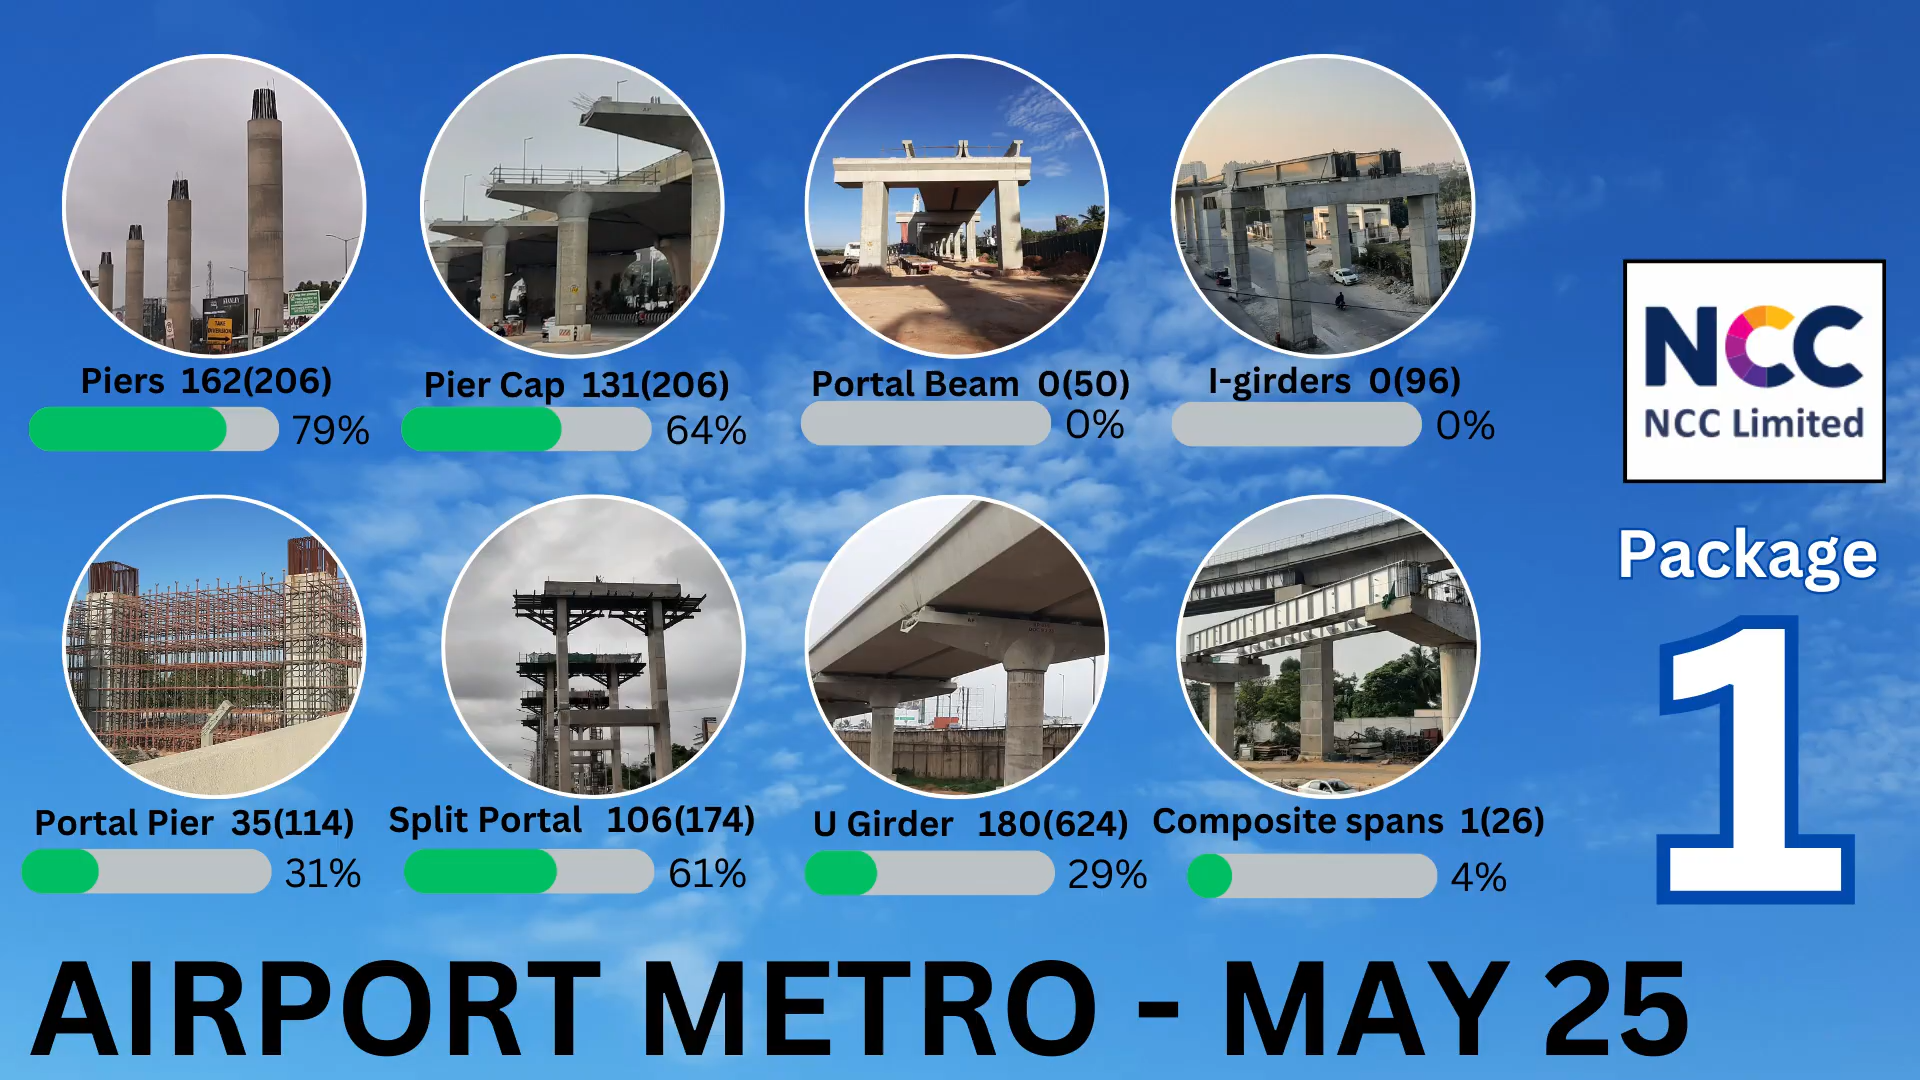 Piers 162(206)
79%
Pier Cap 131(206)
64%
Portal Beam 0(50)
0%
I-girders 0(96)
0%
NCC
NCC Limited
Package
1
Portal Pier 35(114)
31%
Split Portal 106(174)
61%
U Girder 180(624)
29%
Composite spans 1(26)
4%
AIRPORT METRO - MAY 25
TAKE
DIVERSION